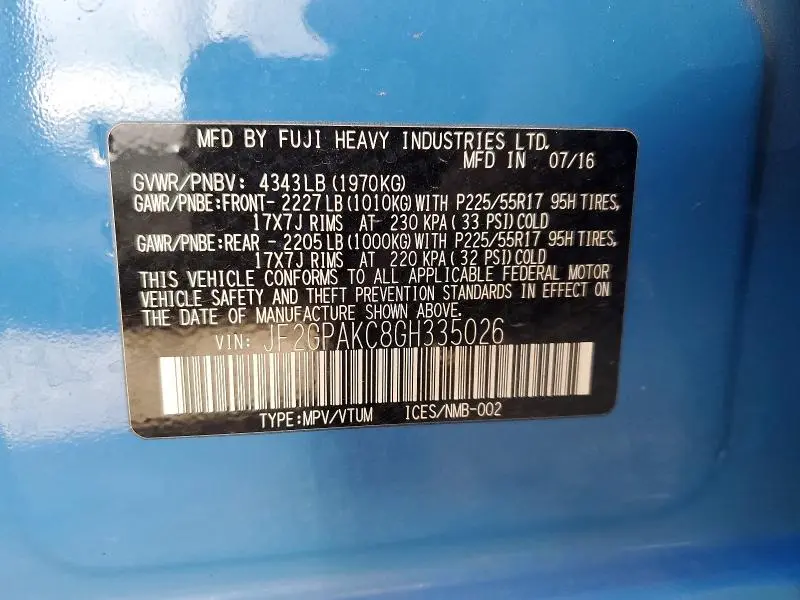 MFD BY FUJI HEAVY INDUSTRIES LTD.
MFD IN 07/16
GVWR/PNBV: 4343LB (1970KG)
GAWR/PNBE:FRONT- 2227LB (1010KG) WITH P225/55R17 95H TIRES,
17X7J RIMS AT 230 KPA ( 33 PSI) COLD
GAWR/PNBE:REAR - 2205LB (1000KG) WITH P225/55R17 95H TIRES,
17X7J RIMS AT 220 KPA ( 32 PSI) COLD
THIS VEHICLE CONFORMS TO ALL APPLICABLE FEDERAL MOTOR
VEHICLE SAFETY AND THEFT PREVENTION STANDARDS IN EFFECT ON
THE DATE OF MANUFACTURE SHOWN ABOVE.
VIN: JF2GPAKC8GH335026
TYPE:MPV/VTUM ICES/NMB-002